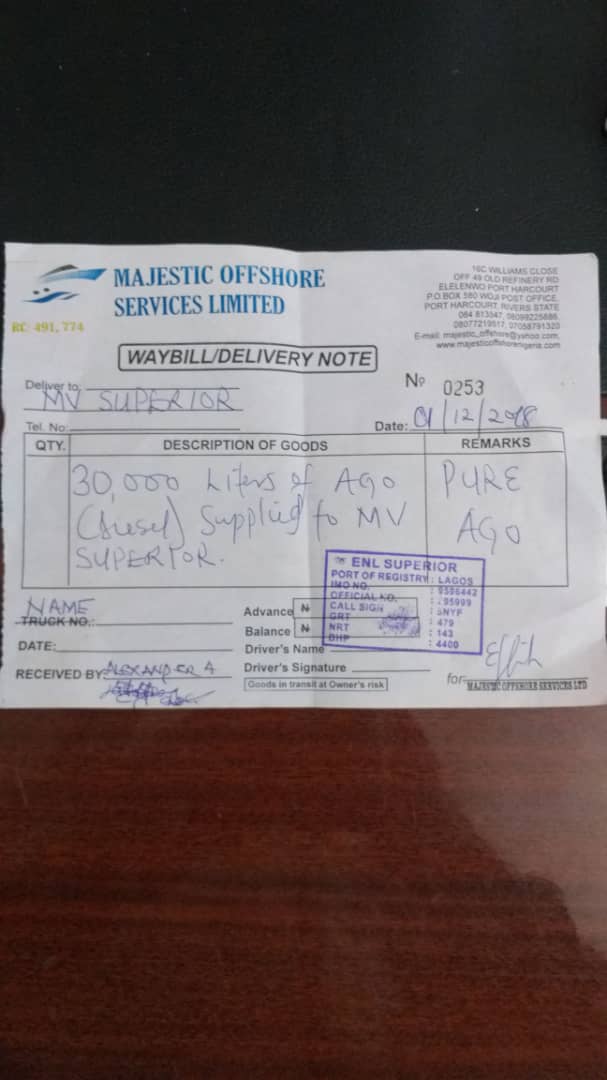 MAJESTIC OFFSHORE
SERVICES LIMITED
RC: 491, 774
16C WILLIAMS CLOSE
OFF 49 OLD REFINERY RD
ELELENWO PORT HARCOURT
P.O.BOX 580 WOJI POST OFFICE,
PORT HARCOURT, RIVERS STATE
084 813347, 08099225886,
08077219517, 07058791320
E-mail: majestic_offshore@yahoo.com,
www.majesticoffshorenigeria.com
WAYBILL/DELIVERY NOTE
Nº 0253
Deliver to:
MV SUPERIOR
Tel. No:
Date: 01/12/2018
QTY. DESCRIPTION OF GOODS REMARKS
30,000 Liters of AGO PURE
(diesel) Supplied to MV AGO
SUPERIOR.
ENL SUPERIOR
PORT OF REGISTRY : LAGOS
IMO NO. : 9596442
OFFICIAL NO.
CALL SIGN : 5NYF
GRT : 479
NRT : 143
BHP : 4400
NAME
TRUCK NO.:
DATE:
RECEIVED BY: ALEXANDER A
Advance N
Balance N
Driver's Name
Driver's Signature
Goods in transit at Owner's risk
for: MAJESTIC OFFSHORE SERVICES LTD